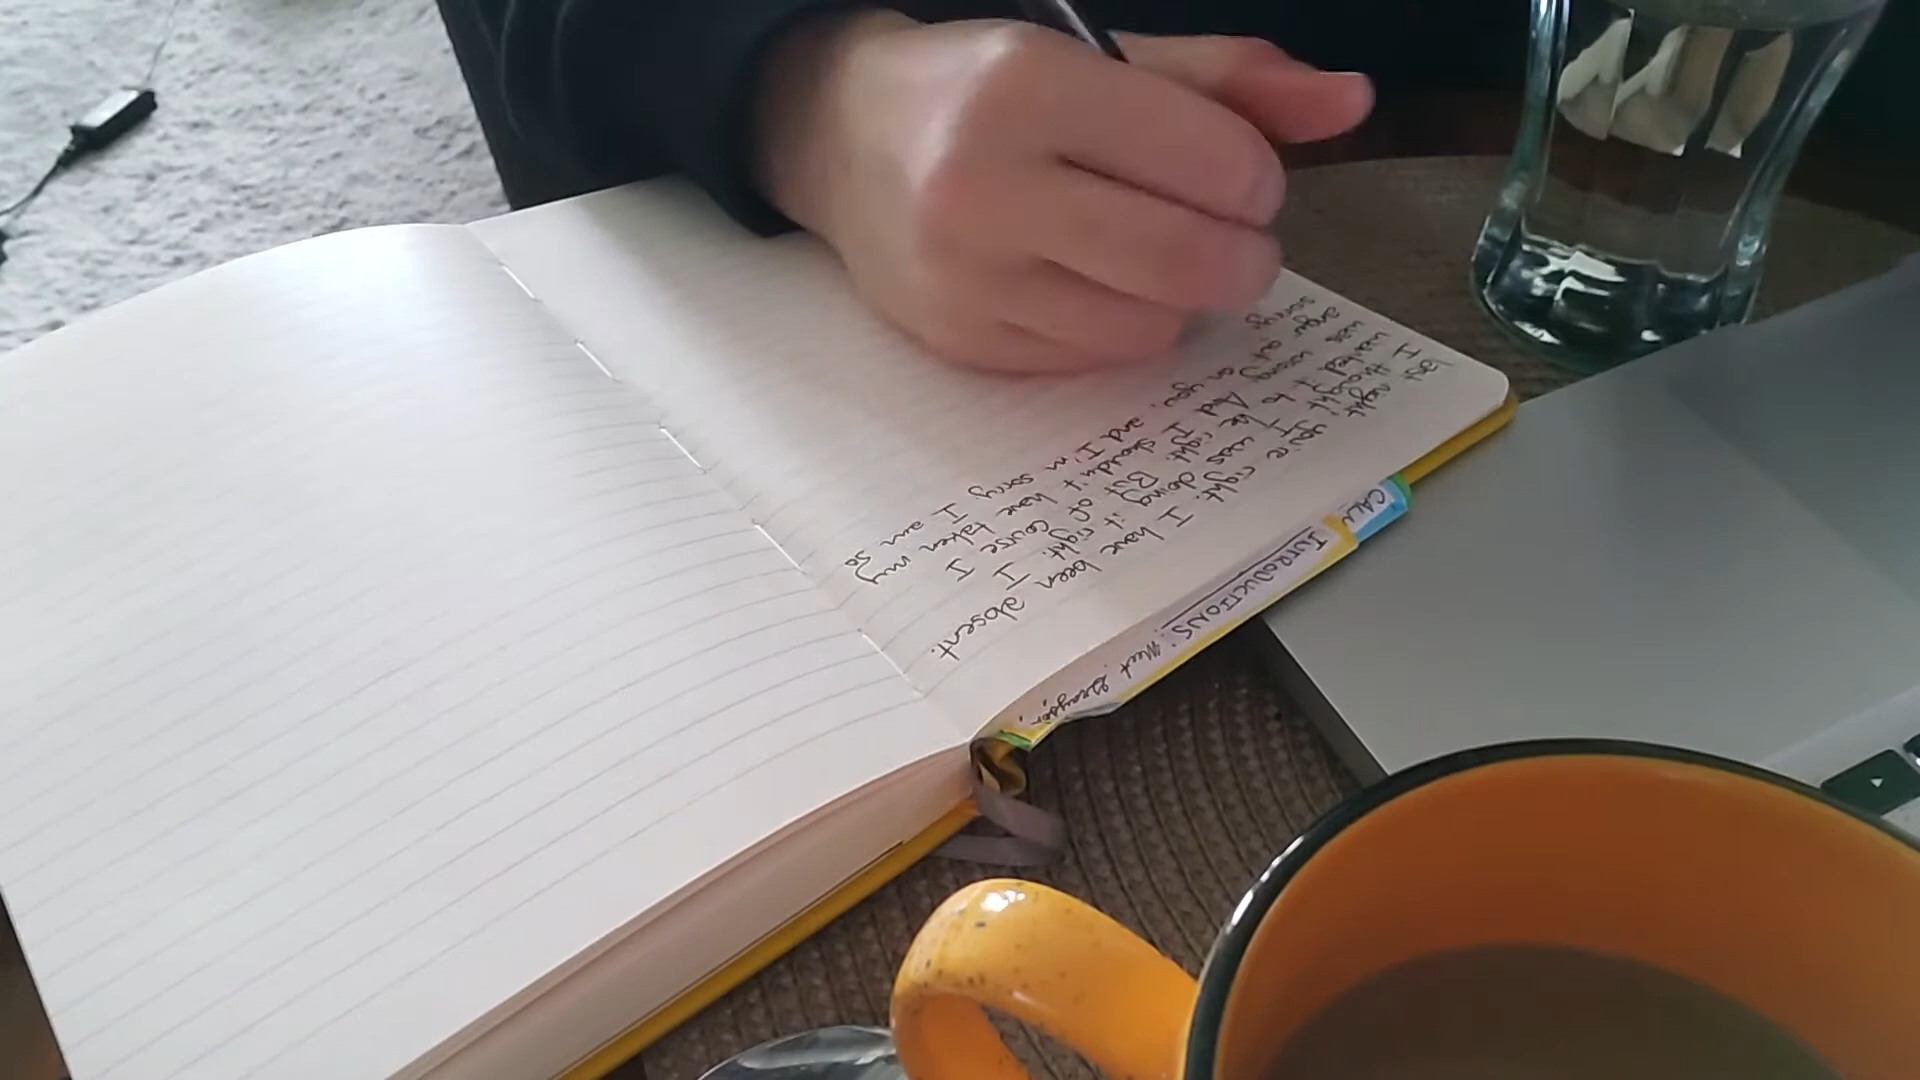 last night, you're right. I have been absent.
I thought I was doing it right. I
wanted it to be right. But of course I
was wrong. And I shouldn't have taken my
anger out on you, and I'm sorry I am so
sorry.
INTRODUCTIONS: Meet Grayson,